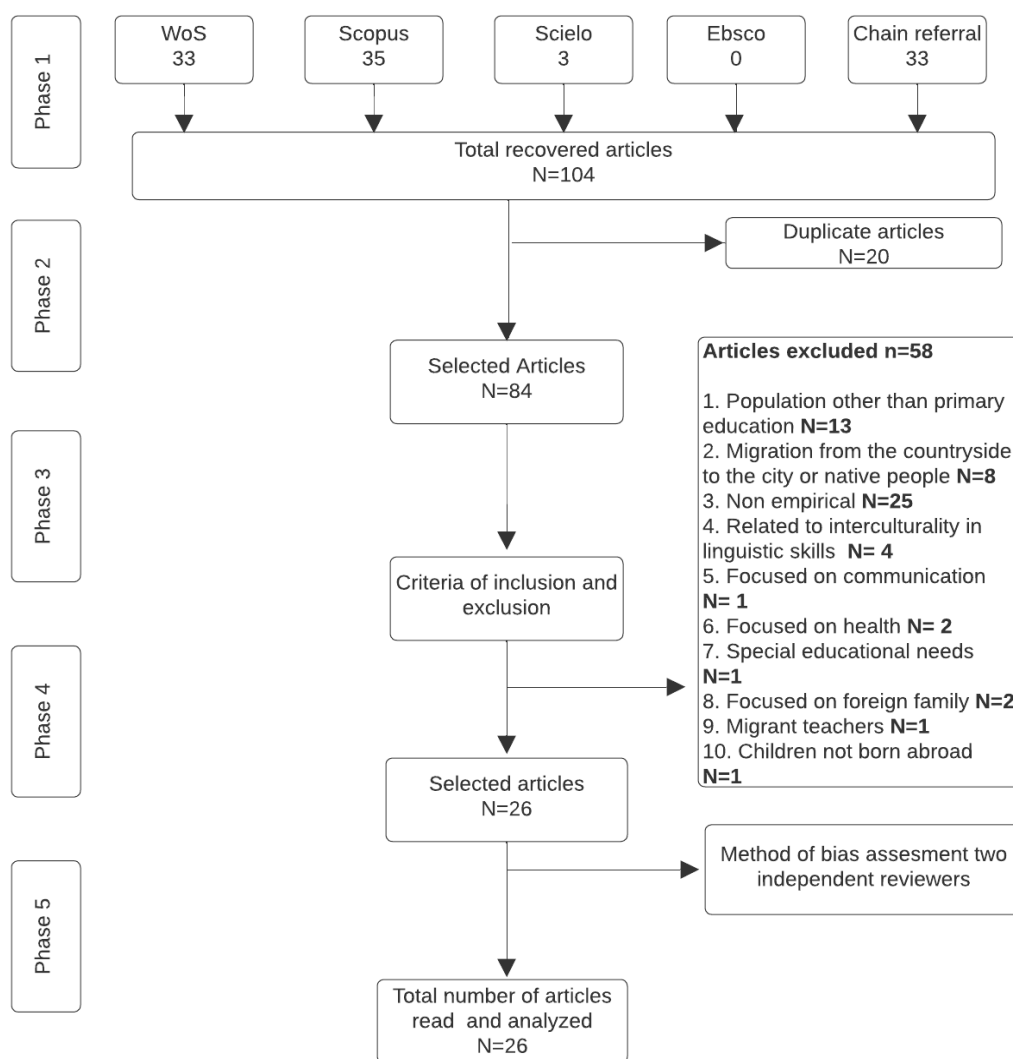 Phase 1
WoS
33
Scopus
35
Scielo
3
Ebsco
0
Chain referral
33
Total recovered articles
N=104
Phase 2
Duplicate articles
N=20
Selected Articles
N=84
Articles excluded n=58
1. Population other than primary
education N=13
2. Migration from the countryside
to the city or native people N=8
3. Non empirical N=25
4. Related to interculturality in
linguistic skills N= 4
5. Focused on communication
N= 1
6. Focused on health N= 2
7. Special educational needs
N=1
8. Focused on foreign family N=2
9. Migrant teachers N=1
10. Children not born abroad
N=1
Phase 3
Criteria of inclusion and
exclusion
Phase 4
Selected articles
N=26
Method of bias assesment two
independent reviewers
Phase 5
Total number of articles
read and analyzed
N=26